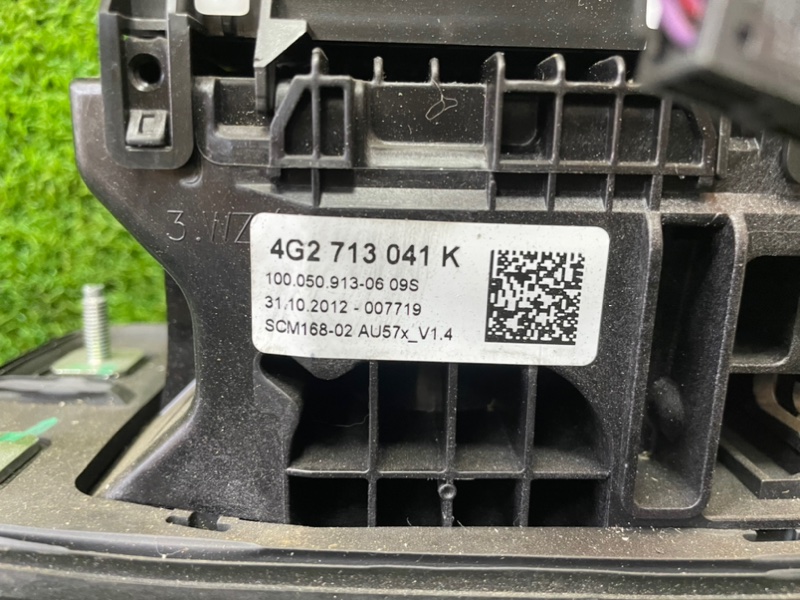 4G2 713 041 K
100.050.913-06 09S
31.10.2012 - 007719
SCM168-02 AU57x_V1.4